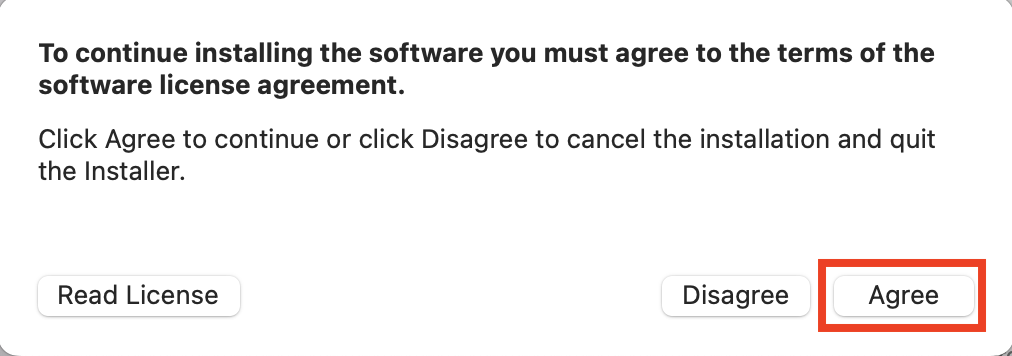 To continue installing the software you must agree to the terms of the
software license agreement.
Click Agree to continue or click Disagree to cancel the installation and quit
the Installer.
Read License
Disagree
Agree